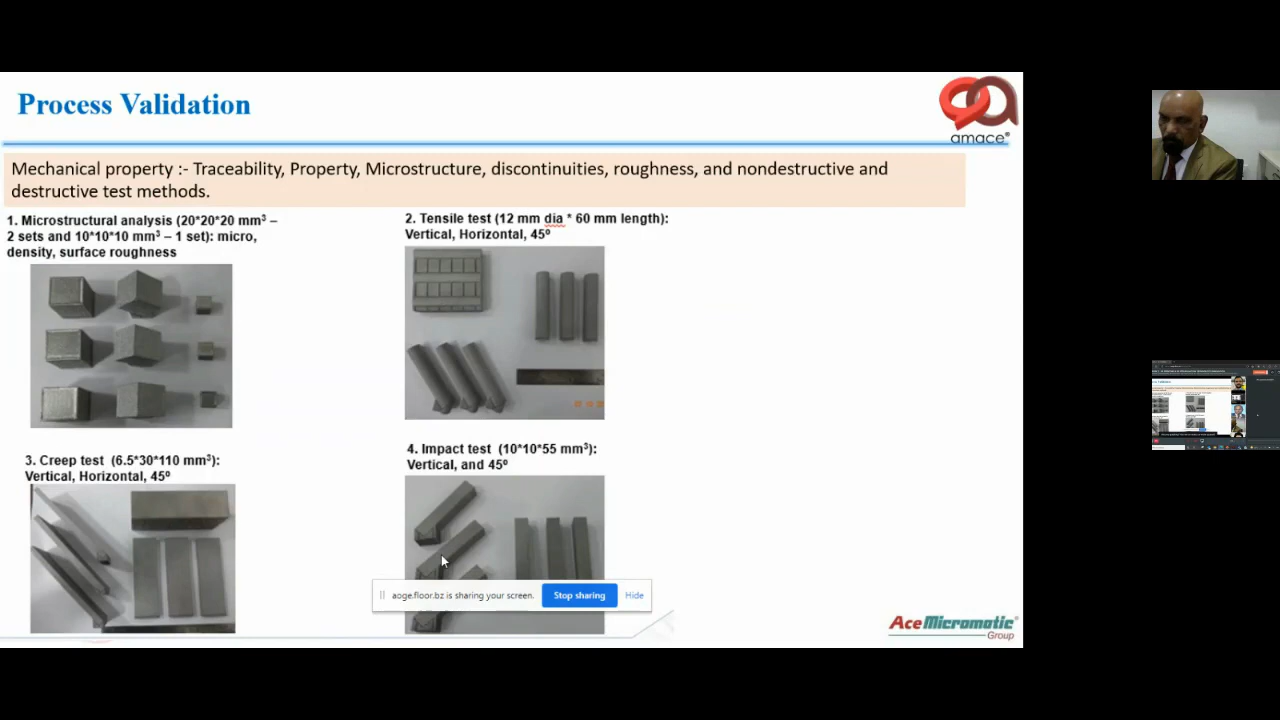 Process Validation
amace®
Mechanical property :- Traceability, Property, Microstructure, discontinuities, roughness, and nondestructive and
destructive test methods.
1. Microstructural analysis (20*20*20 mm³ –
2 sets and 10*10*10 mm³ – 1 set): micro,
density, surface roughness
2. Tensile test (12 mm dia * 60 mm length):
Vertical, Horizontal, 45º
3. Creep test (6.5*30*110 mm³):
Vertical, Horizontal, 45º
4. Impact test (10*10*55 mm³):
Vertical, and 45º
aoge.floor.bz is sharing your screen.
Stop sharing
Hide
AceMicromatic®
Group